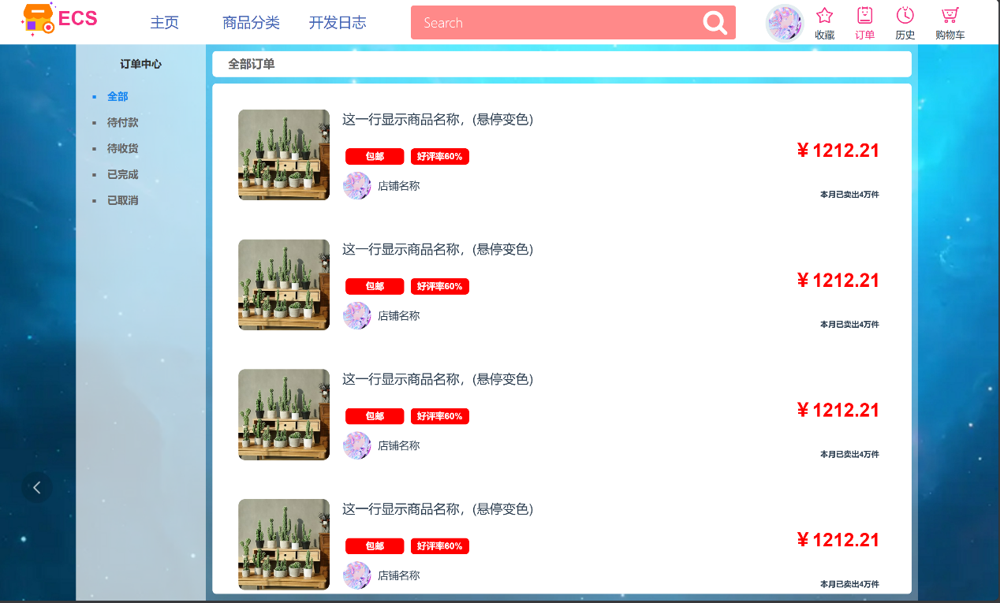 ECS
主页
商品分类
开发日志
Search
收藏
订单
历史
购物车
订单中心
全部
待付款
待收货
已完成
已取消
全部订单
这一行显示商品名称，(悬停变色)
包邮
好评率60%
¥ 1212.21
店铺名称
本月已卖出4万件
这一行显示商品名称，(悬停变色)
包邮
好评率60%
¥ 1212.21
店铺名称
本月已卖出4万件
这一行显示商品名称，(悬停变色)
包邮
好评率60%
¥ 1212.21
店铺名称
本月已卖出4万件
这一行显示商品名称，(悬停变色)
包邮
好评率60%
¥ 1212.21
店铺名称
本月已卖出4万件